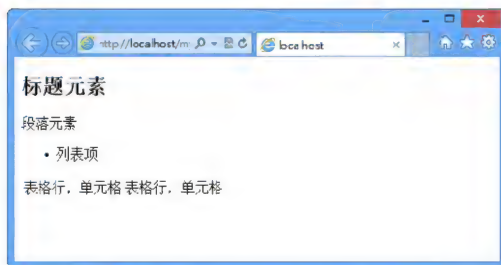 http://localhost/m
localhost
标题元素
段落元素
• 列表项
表格行，单元格 表格行，单元格